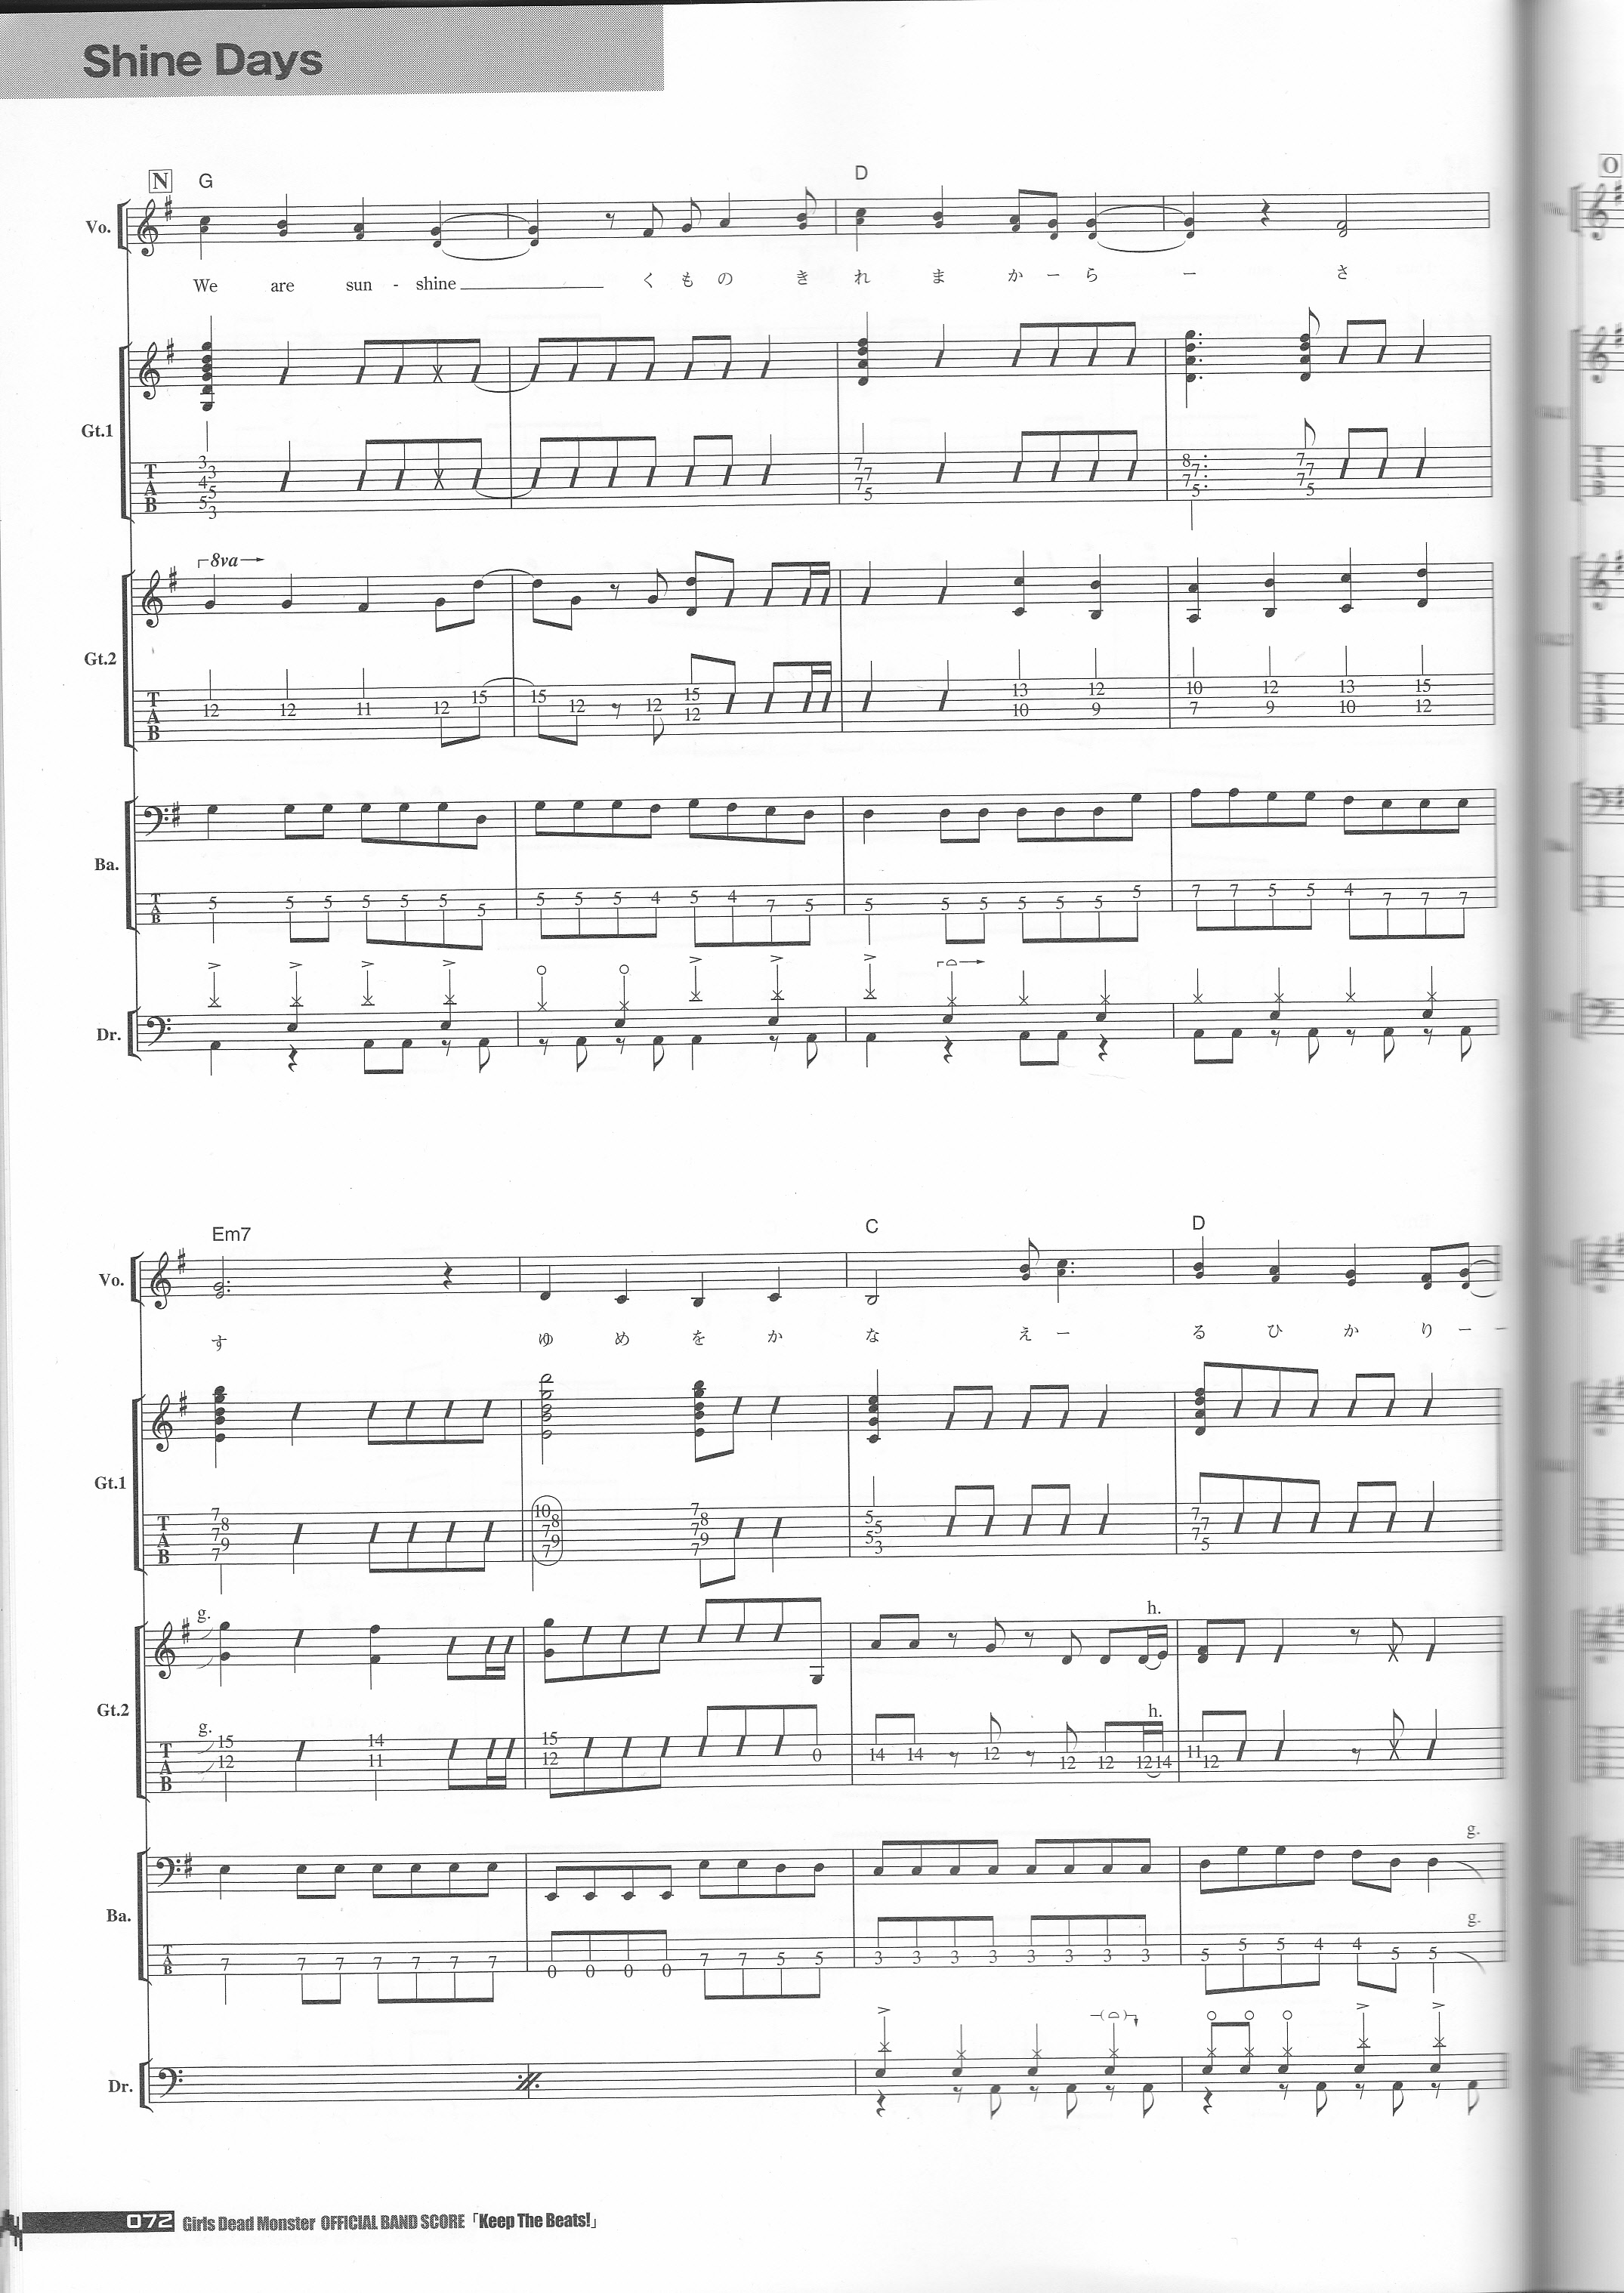 Shine Days
N G D
Vo.
We are sun - shine くものき れまかーら ー さ
Gt.1
T A B
3 3 4 5 5 3 7 7 7 5 8 7 7 5 7 7 7 5
8va
Gt.2
T A B
12 12 11 12 15 15 12 12 15 12 13 10 12 9 10 7 12 9 13 10 15 12
Ba.
T A B
5 5 5 5 5 5 5 5 5 5 4 5 4 7 5 5 5 5 5 5 5 5 7 7 5 5 4 7 7 7
Dr.
O
Em7 C D
Vo.
す ゆめをか な えー るひかりーー
Gt.1
T A B
7 8 7 9 7 10 8 7 9 7 7 8 7 9 7 5 5 5 3 7 7 7 5
g. h.
Gt.2
g. h.
T A B
15 12 14 11 15 12 0 14 14 12 12 12 12 14 11 12
g.
Ba.
g.
T A B
7 7 7 7 7 7 7 0 0 0 0 7 7 5 5 3 3 3 3 3 3 3 3 5 5 5 4 4 5 5
Dr.
072 Girls Dead Monster OFFICIAL BAND SCORE「Keep The Beats!」